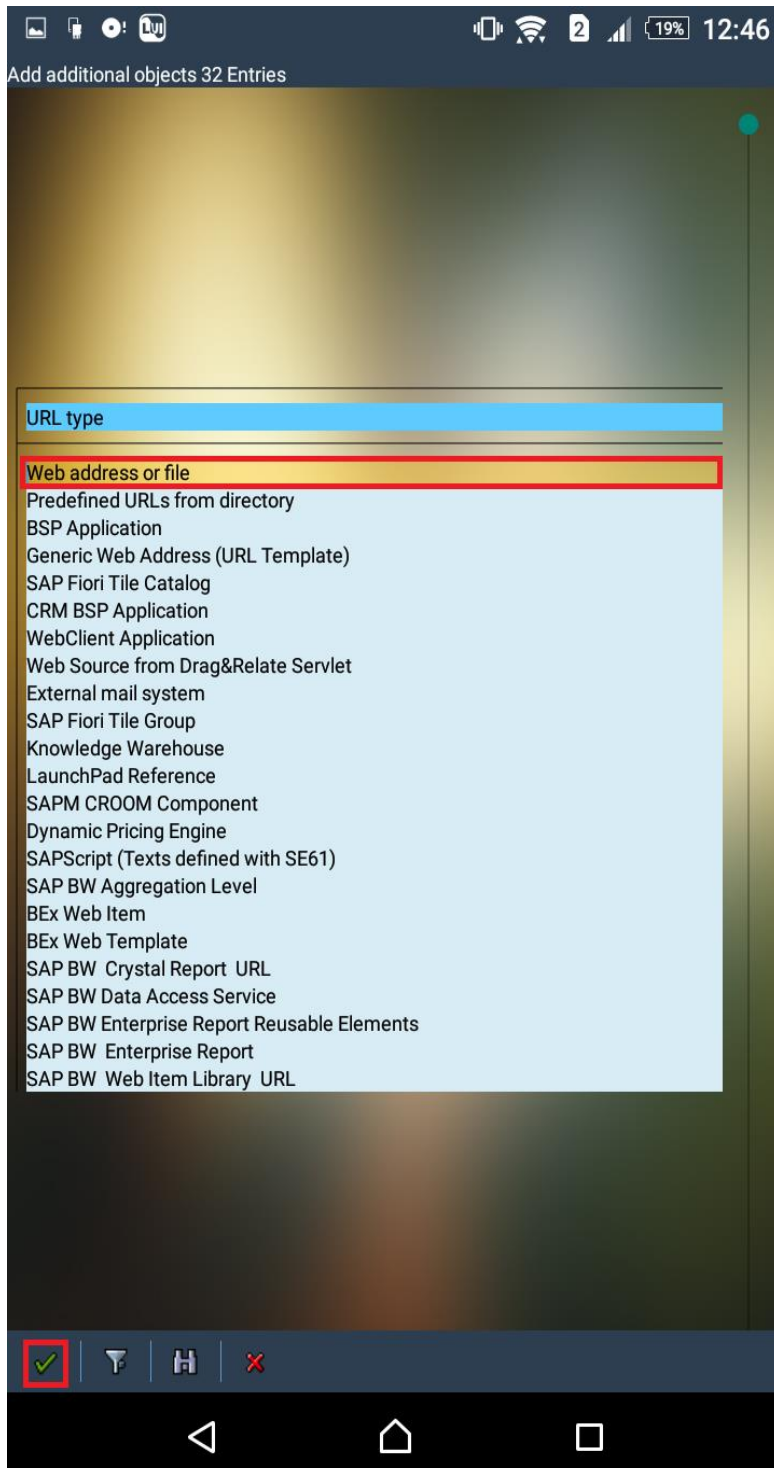 LUI 2 19% 12:46
Add additional objects 32 Entries
URL type
Web address or file
Predefined URLs from directory
BSP Application
Generic Web Address (URL Template)
SAP Fiori Tile Catalog
CRM BSP Application
WebClient Application
Web Source from Drag&Relate Servlet
External mail system
SAP Fiori Tile Group
Knowledge Warehouse
LaunchPad Reference
SAPM CROOM Component
Dynamic Pricing Engine
SAPScript (Texts defined with SE61)
SAP BW Aggregation Level
BEx Web Item
BEx Web Template
SAP BW  Crystal Report  URL
SAP BW Data Access Service
SAP BW Enterprise Report Reusable Elements
SAP BW  Enterprise Report
SAP BW  Web Item Library  URL